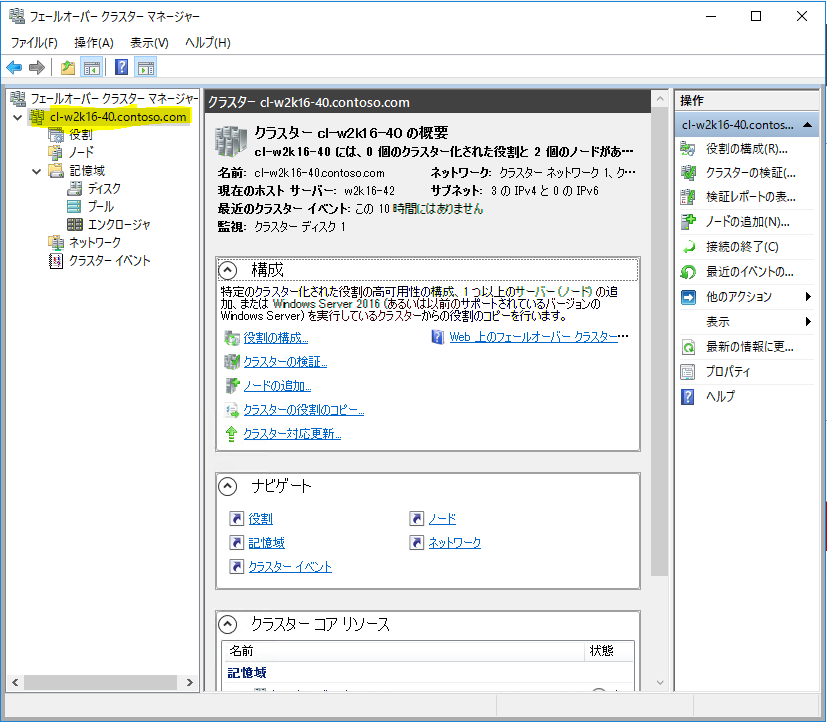 フェールオーバー クラスター マネージャー
ファイル(F) 操作(A) 表示(V) ヘルプ(H)
フェールオーバー クラスター マネージャー
cl-w2k16-40.contoso.com
役割
ノード
記憶域
ディスク
プール
エンクロージャ
ネットワーク
クラスター イベント
クラスター cl-w2k16-40.contoso.com
クラスター cl-w2k16-40 の概要
cl-w2k16-40 には、0 個のクラスター化された役割と 2 個のノードがあ…
名前: cl-w2k16-40.contoso.com ネットワーク: クラスター ネットワーク 1、ク…
現在のホスト サーバー: w2k16-42 サブネット: 3 の IPv4 と 0 の IPv6
最近のクラスター イベント: この 10 時間にはありません
監視: クラスター ディスク 1
構成
特定のクラスター化された役割の高可用性の構成、1 つ以上のサーバー (ノード) の追
加、または Windows Server 2016 (あるいは以前のサポートされているバージョンの
Windows Server) を実行しているクラスターからの役割のコピーを行います。
役割の構成... Web 上のフェールオーバー クラスター…
クラスターの検証...
ノードの追加...
クラスターの役割のコピー...
クラスター対応更新...
ナビゲート
役割 ノード
記憶域 ネットワーク
クラスター イベント
クラスター コア リソース
名前 状態
記憶域
操作
cl-w2k16-40.contos...
役割の構成(R)...
クラスターの検証(...
検証レポートの表...
ノードの追加(N)...
接続の終了(C)
最近のイベントの...
他のアクション
表示
最新の情報に更...
プロパティ
ヘルプ